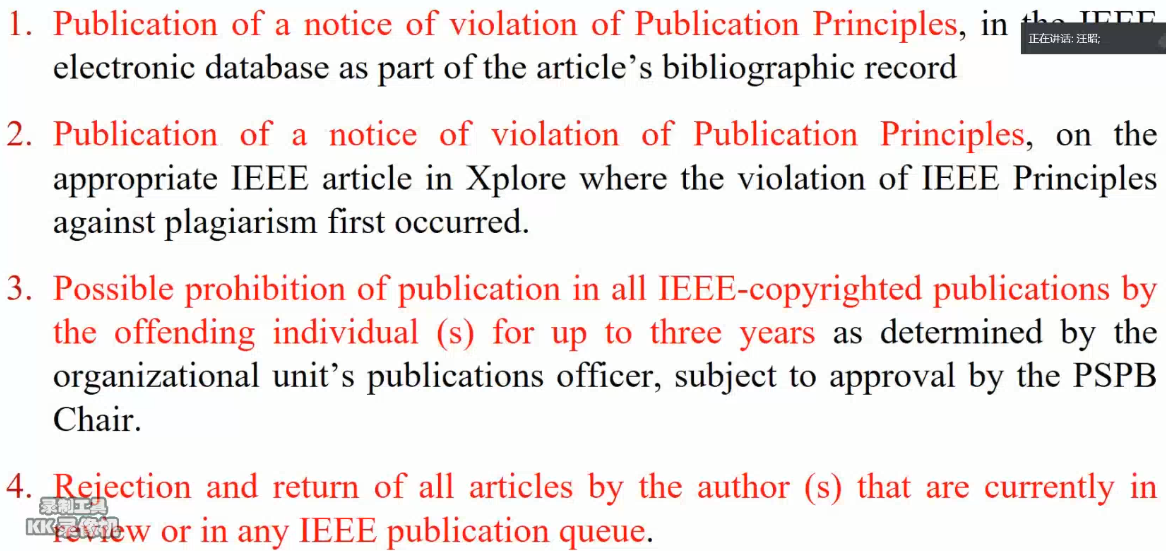 1. Publication of a notice of violation of Publication Principles, in the IEEE
正在讲话: 汪昭;
electronic database as part of the article's bibliographic record
2. Publication of a notice of violation of Publication Principles, on the
appropriate IEEE article in Xplore where the violation of IEEE Principles
against plagiarism first occurred.
3. Possible prohibition of publication in all IEEE-copyrighted publications by
the offending individual (s) for up to three years as determined by the
organizational unit's publications officer, subject to approval by the PSPB
Chair.
4. Rejection and return of all articles by the author (s) that are currently in
录制工具
KK录像机
review or in any IEEE publication queue.